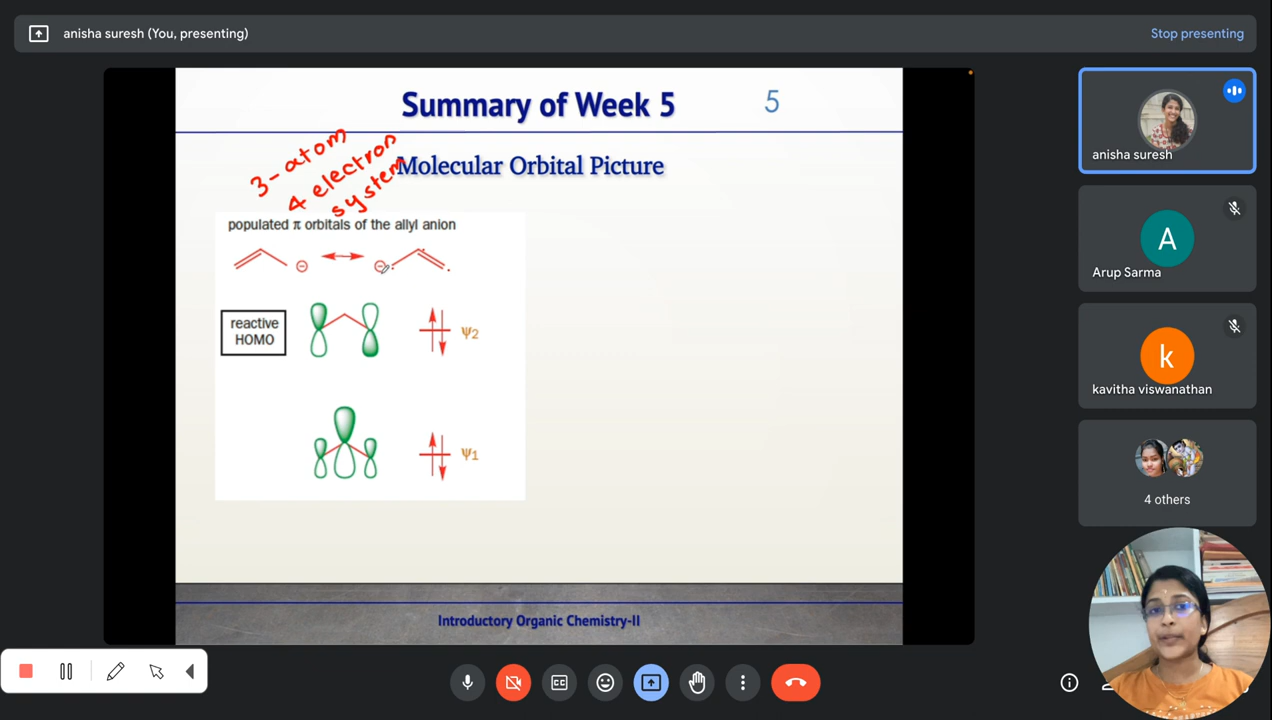 anisha suresh (You, presenting)
Stop presenting
Summary of Week 5
5
Molecular Orbital Picture
3-atom
4 electron
system
populated π orbitals of the allyl anion
reactive
HOMO
ψ2
ψ1
Introductory Organic Chemistry-II
anisha suresh
A
Arup Sarma
k
kavitha viswanathan
4 others